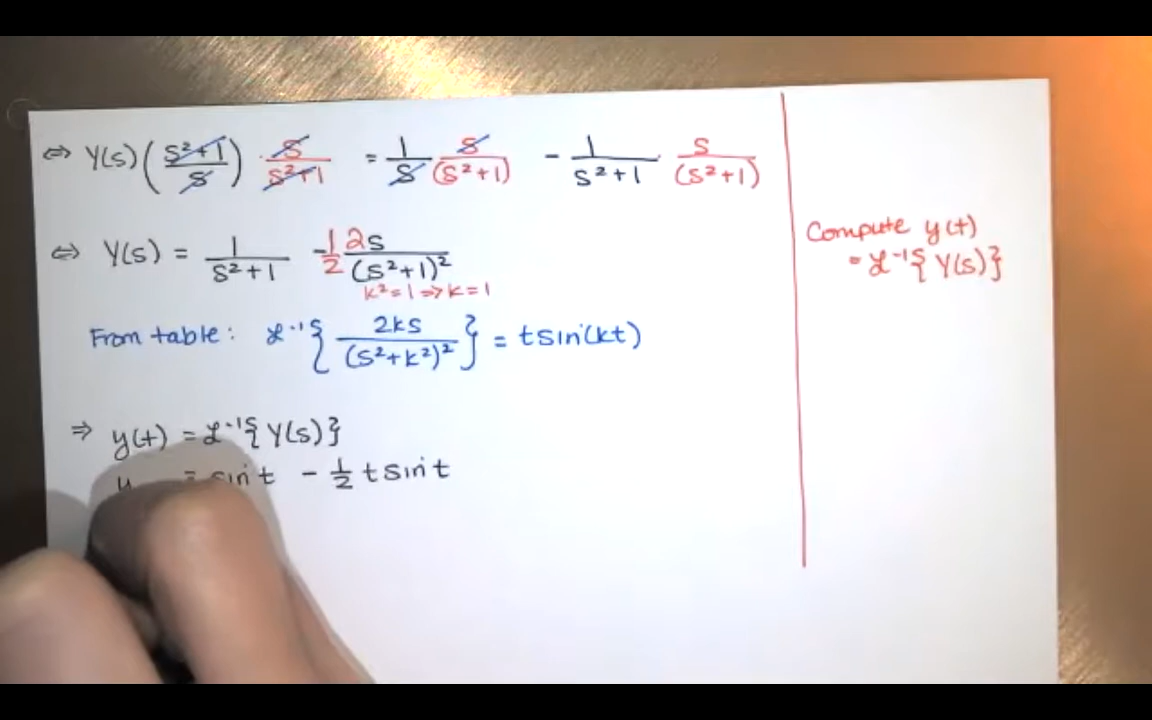 ⇔ Y(s) ( s²+1 / s ) · s / s²+1 = 1/s s/(s²+1) - 1/s²+1 · s/(s²+1)
⇔ Y(s) = 1/s²+1 - 1/2 2s/(s²+1)²
k²=1 ⇒ k=1
From table: ℒ⁻¹{ 2ks/(s²+k²)² } = tsin(kt)
⇒ y(t) = ℒ⁻¹{ Y(s) }
= sin t - 1/2 t sin t
Compute y(t)
= ℒ⁻¹{ Y(s) }